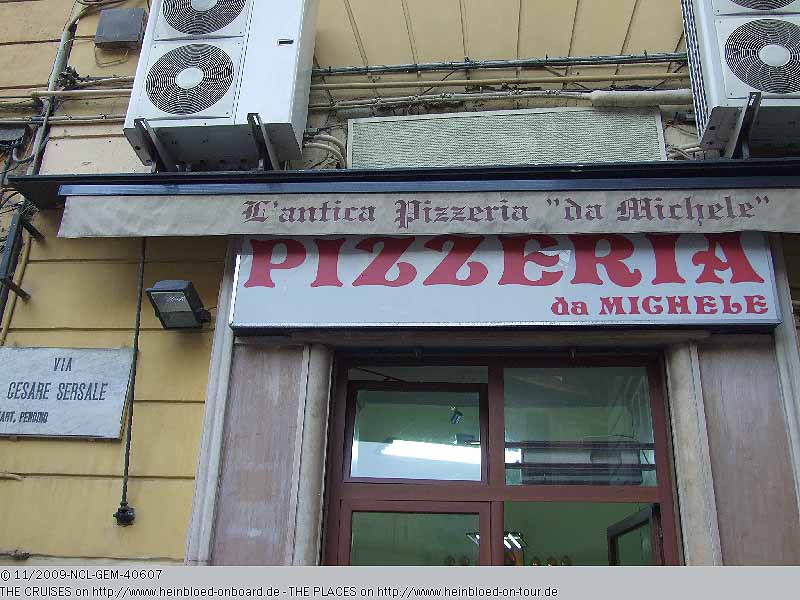 L'antica Pizzeria "da Michele"
PIZZERIA
da MICHELE
VIA
CESARE SERSALE
PENDINO
© 11/2009-NCL-GEM-40607
THE CRUISES on http://www.heinbloed-onboard.de - THE PLACES on http://www.heinbloed-on-tour.de